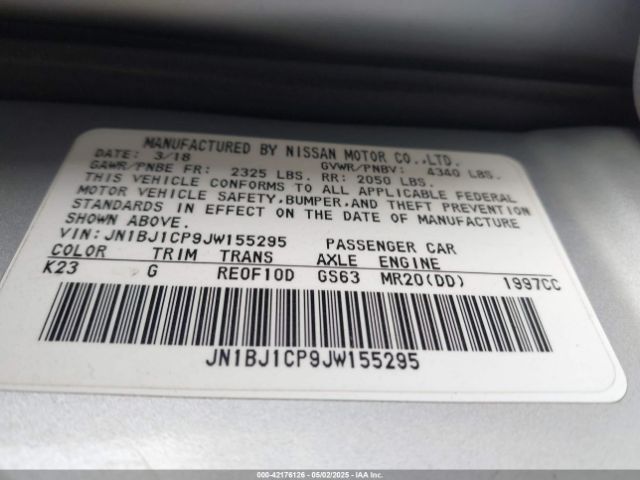 MANUFACTURED BY NISSAN MOTOR CO.,LTD.
DATE: 3/18 GVWR/PNBV: 4340 LBS.
GAWR/PNBE FR: 2325 LBS. RR: 2050 LBS.
THIS VEHICLE CONFORMS TO ALL APPLICABLE FEDERAL
MOTOR VEHICLE SAFETY,BUMPER,AND THEFT PREVENTION
STANDARDS IN EFFECT ON THE DATE OF MANUFACTURE
SHOWN ABOVE.
VIN:JN1BJ1CP9JW155295 PASSENGER CAR
COLOR TRIM TRANS AXLE ENGINE
K23 G RE0F10D GS63 MR20(DD) 1997CC
JN1BJ1CP9JW155295
000-42176126 - 05/02/2025 - IAAI.COM